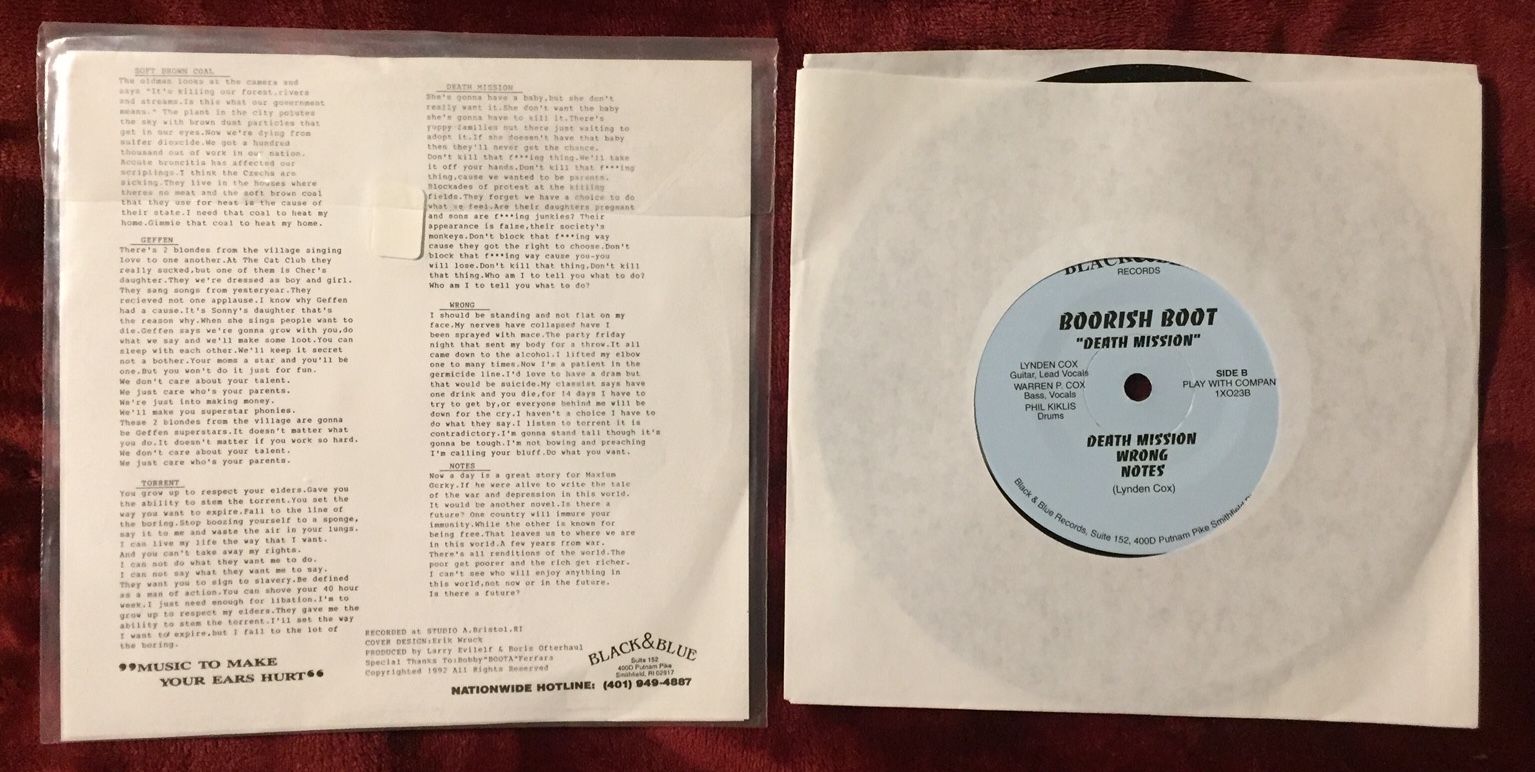 SOFT BROWN COAL
The oldman looks at the camera and
says "It's killing our forest,rivers
and streams.Is this what our government
means." The plant in the city polutes
the sky with brown dust particles that
get in our eyes.Now we're dying from
sulfer dioxcide.We got a hundred
thousand out of work in our nation.
Accute broncitis has affected our
scriplings.I think the Czechs are
sicking.They live in the houses where
theres no meat and the soft brown coal
that they use for heat is the cause of
their state.I need that coal to heat my
home.Gimmie that coal to heat my home.
GEFFEN
There's 2 blondes from the village singing
love to one another.At The Cat Club they
really sucked,but one of them is Cher's
daughter.They we're dressed as boy and girl.
They sang songs from yesteryear.They
recieved not one applause.I know why Geffen
had a cause.It's Sonny's daughter that's
the reason why.When she sings people want to
die.Geffen says we're gonna grow with you,do
what we say and we'll make some loot.You can
sleep with each other.We'll keep it secret
not a bother.Your moms a star and you'll be
one.But you won't do it just for fun.
We don't care about your talent.
We just care who's your parents.
We're just into making money.
We'll make you superstar phonies.
These 2 blondes from the village are gonna
be Geffen superstars.It doesn't matter what
you do.It doesn't matter if you work so hard.
We don't care about your talent.
We just care who's your parents.
TORRENT
You grow up to respect your elders.Gave you
the ability to stem the torrent.You set the
way you want to expire.Fall to the line of
the boring.Stop boozing yourself to a sponge,
say it to me and waste the air in your lungs.
I can live my life the way that I want.
And you can't take away my rights.
I can not do what they want me to do.
I can not say what they want me to say.
They want you to sign to slavery.Be defined
as a man of action.You can shove your 40 hour
week.I just need enough for libation.I'm to
grow up to respect my elders.They gave me the
ability to stem the torrent.I'll set the way
I want to expire,but I fall to the lot of
the boring.
❜❜MUSIC TO MAKE
YOUR EARS HURT❛❛
DEATH MISSION
She's gonna have a baby,but she don't
really want it.She don't want the baby
she's gonna have to kill it.There's
yuppy families out there just waiting to
adopt it.If she doesen't have that baby
then they'll never get the chance.
Don't kill that f***ing thing.We'll take
it off your hands.Don't kill that f***ing
thing,cause we wanted to be parents.
Blockades of protest at the killing
fields.They forget we have a choice to do
what we feel.Are their daughters pregnant
and sons are f***ing junkies? Their
appearance is false,their society's
monkeys.Don't block that f***ing way
cause they got the right to choose.Don't
block that f***ing way cause you-you
will lose.Don't kill that thing,Don't kill
that thing.Who am I to tell you what to do?
Who am I to tell you what to do?
WRONG
I should be standing and not flat on my
face.My nerves have collapsed have I
been sprayed with mace.The party friday
night that sent my body for a throw.It all
came down to the alcohol.I lifted my elbow
one to many times.Now I'm a patient in the
germicide line.I'd love to have a dram but
that would be suicide.My classist says have
one drink and you die,for 14 days I have to
try to get by,or everyone behind me will be
down for the cry.I haven't a choice I have to
do what they say.I listen to torrent it is
contradictory.I'm gonna stand tall though it's
gonna be tough.I'm not bowing and preaching
I'm calling your bluff.Do what you want.
NOTES
Now a day is a great story for Maxium
Gorky.If he were alive to write the tale
of the war and depression in this world.
It would be another novel.Is there a
future? One country will immure your
immunity.While the other is known for
being free.That leaves us to where we are
in this world.A few years from war.
There's all renditions of the world.The
poor get poorer and the rich get richer.
I can't see who will enjoy anything in
this world,not now or in the future.
Is there a future?
RECORDED at STUDIO A,Bristol,RI
COVER DESIGN:Erik Wruck
PRODUCED by Larry Evilelf & Boris Ofterhaul
Special Thanks To:Bobby"BOOTA"Ferrara
Copyrighted 1992 All Rights Reserved
BLACK&BLUE
Suite 152
400D Putnam Pike
Smithfield, RI 02917
NATIONWIDE HOTLINE: (401) 949-4887
RECORDS
BOORISH BOOT
"DEATH MISSION"
LYNDEN COX
Guitar, Lead Vocals
WARREN P. COX
Bass, Vocals
PHIL KIKLIS
Drums
SIDE B
PLAY WITH COMPAN
1XO23B
DEATH MISSION
WRONG
NOTES
(Lynden Cox)
Black & Blue Records, Suite 152, 400D Putnam Pike Smithfield